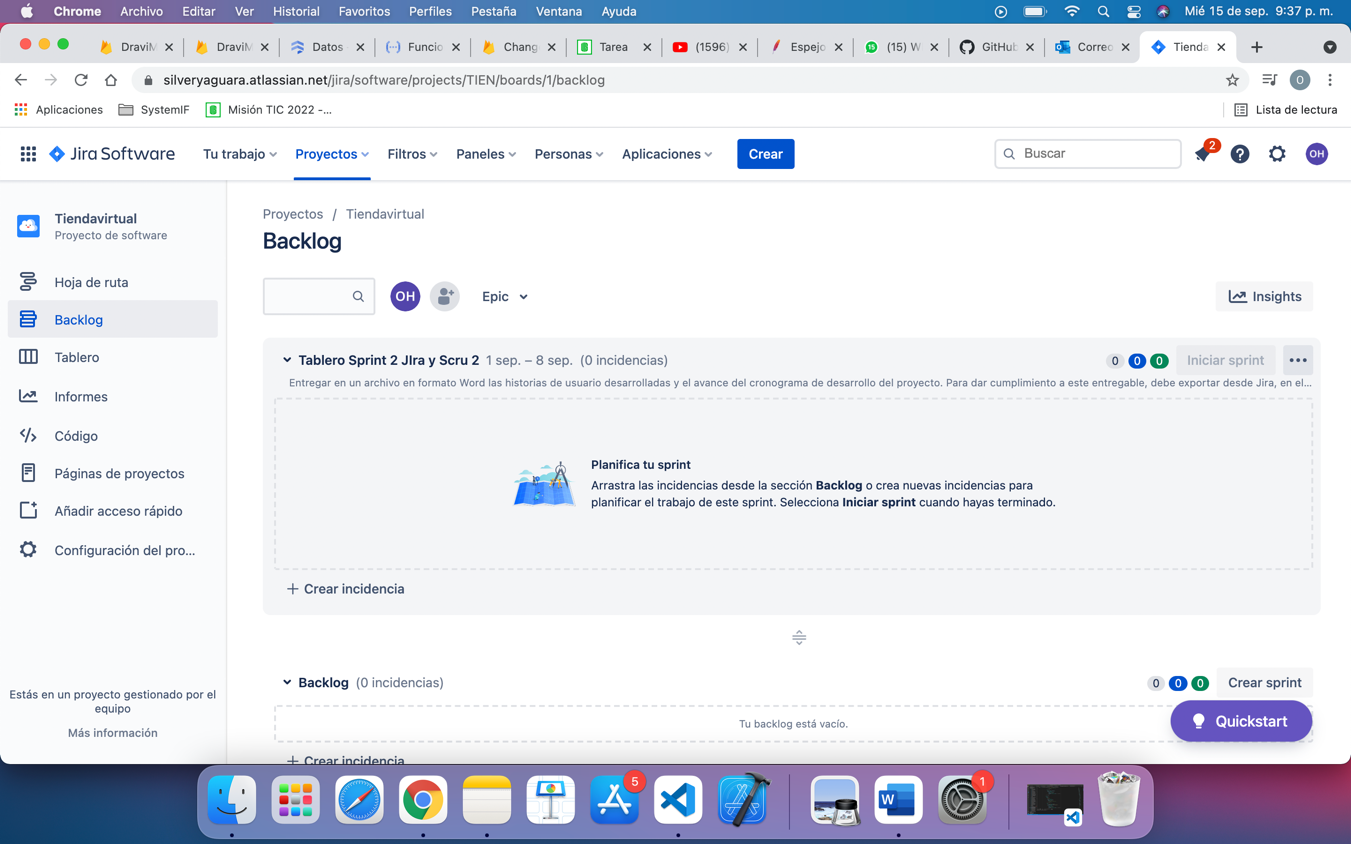 Chrome Archivo Editar Ver Historial Favoritos Perfiles Pestaña Ventana Ayuda Mié 15 de sep. 9:37 p. m.
DraviM DraviM Datos Funcio Chang Tarea (1596) Espejo (15) W GitHub Correo Tienda
silveryaguara.atlassian.net/jira/software/projects/TIEN/boards/1/backlog O
Aplicaciones SystemIF Misión TIC 2022 -... Lista de lectura
Jira Software Tu trabajo Proyectos Filtros Paneles Personas Aplicaciones Crear Buscar 2 OH
Tiendavirtual
Proyecto de software
Hoja de ruta
Backlog
Tablero
Informes
Código
Páginas de proyectos
Añadir acceso rápido
Configuración del pro...
Estás en un proyecto gestionado por el
equipo
Más información
Proyectos / Tiendavirtual
Backlog
OH Epic Insights
Tablero Sprint 2 JIra y Scru 2 1 sep. – 8 sep. (0 incidencias) 0 0 0 Iniciar sprint
Entregar en un archivo en formato Word las historias de usuario desarrolladas y el avance del cronograma de desarrollo del proyecto. Para dar cumplimiento a este entregable, debe exportar desde Jira, en el...
Planifica tu sprint
Arrastra las incidencias desde la sección Backlog o crea nuevas incidencias para
planificar el trabajo de este sprint. Selecciona Iniciar sprint cuando hayas terminado.
+ Crear incidencia
Backlog (0 incidencias) 0 0 0 Crear sprint
Tu backlog está vacío.
Quickstart
+ Crear incidencia
5 W 1